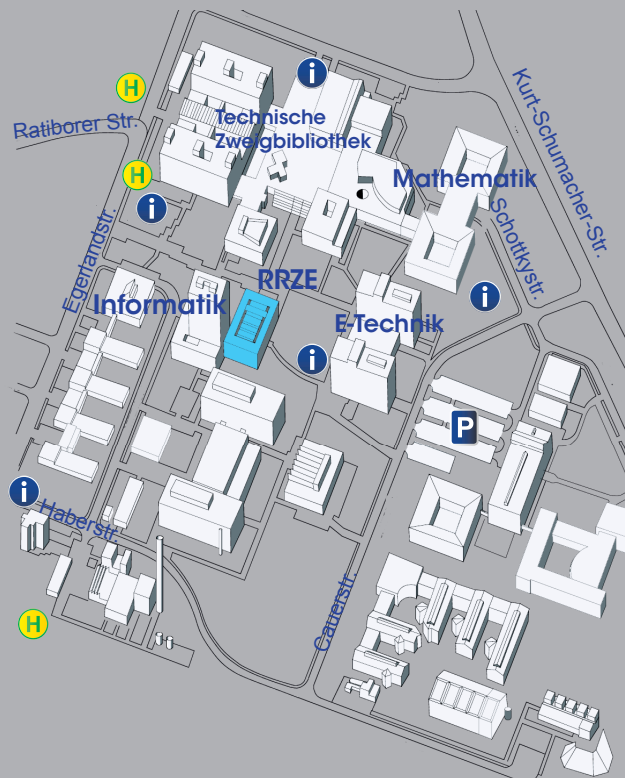 i
H
Kurt-Schumacher-Str.
Technische
Zweigbibliothek
Ratiborer Str.
H
Mathematik
i
Schottkystr.
Egerlandstr.
RRZE
Informatik
i
E-Technik
i
P
i
Haberstr.
Cauerstr.
H